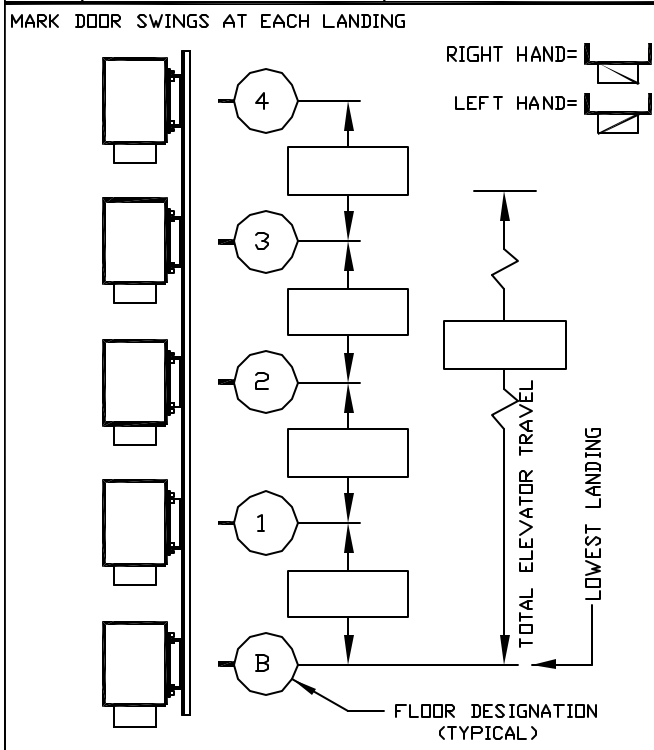 MARK DOOR SWINGS AT EACH LANDING
RIGHT HAND=
LEFT HAND=
4
3
2
1
B
TOTAL ELEVATOR TRAVEL
LOWEST LANDING
FLOOR DESIGNATION
(TYPICAL)